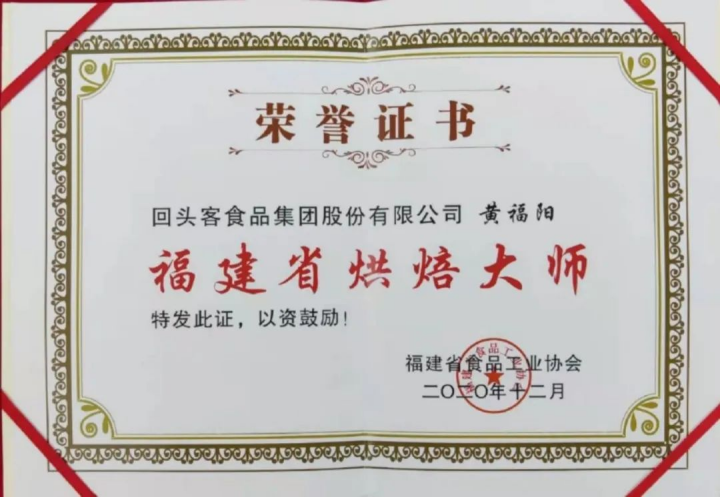 荣誉证书
回头客食品集团股份有限公司 黄福阳
福建省烘焙大师
特发此证，以资鼓励！
福建省食品工业协会
二〇二〇年十二月